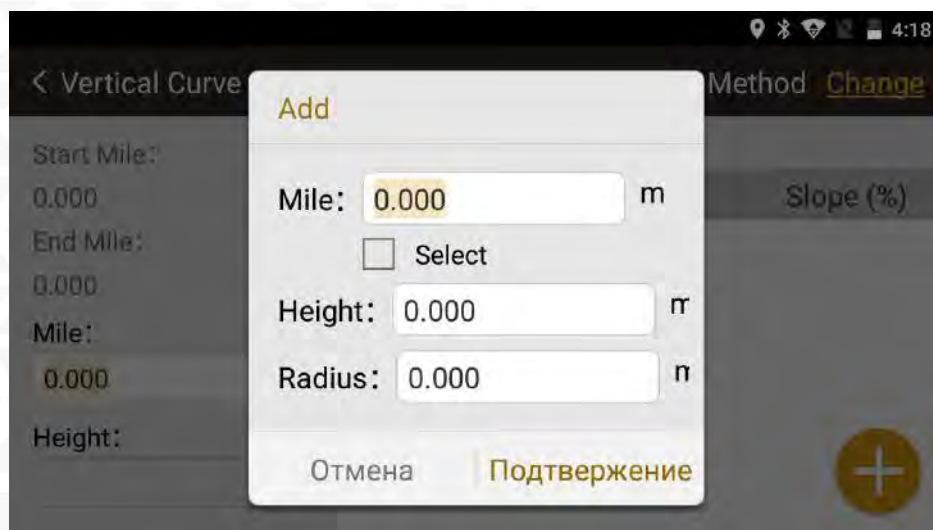 4:18
< Vertical Curve Method Change
Add
Start Mile:
0.000
End Mile:
0.000
Mile:
0.000
Height:
Mile: 0.000 m
Select
Height: 0.000 m
Radius: 0.000 m
Отмена Подтвержение
Slope (%)